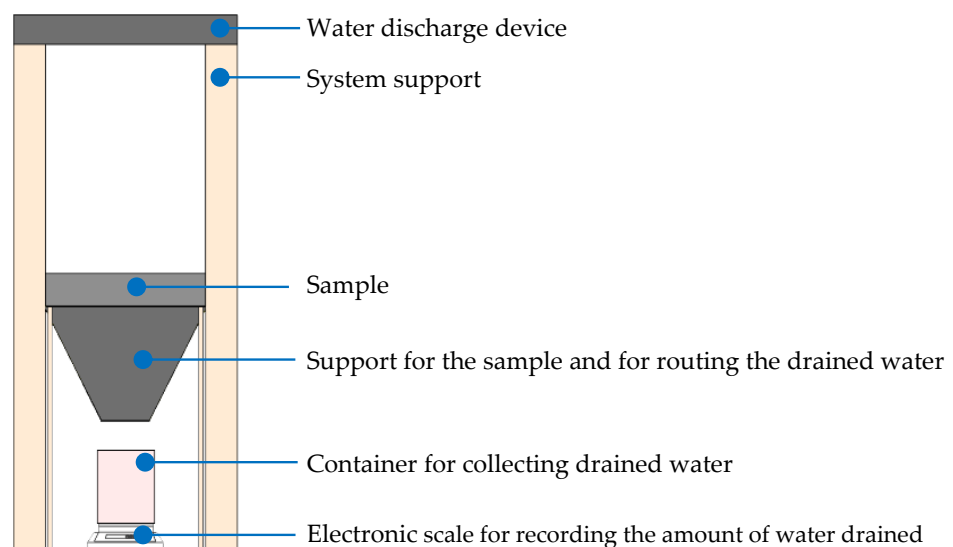 Water discharge device
System support
Sample
Support for the sample and for routing the drained water
Container for collecting drained water
Electronic scale for recording the amount of water drained